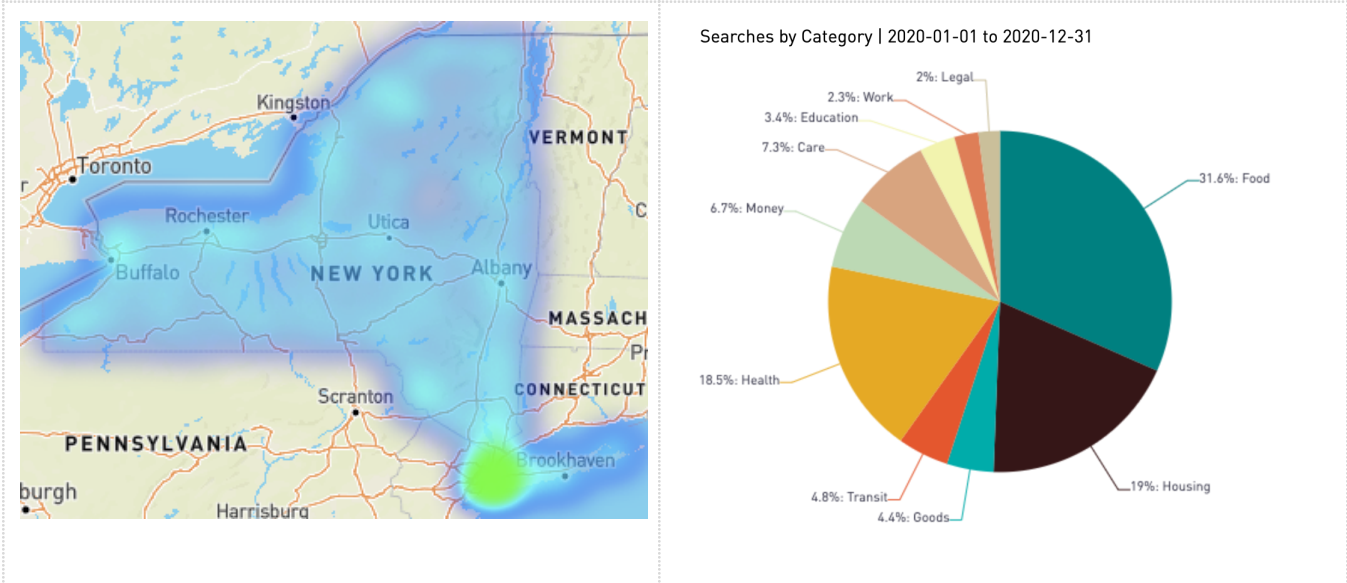 Kingston
VERMONT
Toronto
r
C
Rochester
Utica
Buffalo
NEW YORK
Albany
MASSACH
Pr
CONNECTICUT
Scranton
PENNSYLVANIA
Brookhaven
burgh
Harrisburg
Searches by Category | 2020-01-01 to 2020-12-31
2%: Legal
2.3%: Work
3.4%: Education
7.3%: Care
31.6%: Food
6.7%: Money
18.5%: Health
19%: Housing
4.8%: Transit
4.4%: Goods